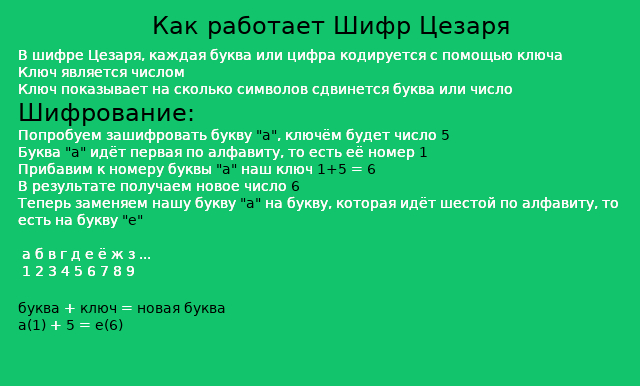 Как работает Шифр Цезаря
В шифре Цезаря, каждая буква или цифра кодируется с помощью ключа
Ключ является числом
Ключ показывает на сколько символов сдвинется буква или число
Шифрование:
Попробуем зашифровать букву "а", ключём будет число 5
Буква "а" идёт первая по алфавиту, то есть её номер 1
Прибавим к номеру буквы "а" наш ключ 1+5 = 6
В результате получаем новое число 6
Теперь заменяем нашу букву "а" на букву, которая идёт шестой по алфавиту, то
есть на букву "е"
а б в г д е ё ж з ...
1 2 3 4 5 6 7 8 9
буква + ключ = новая буква
а(1) + 5 = е(6)